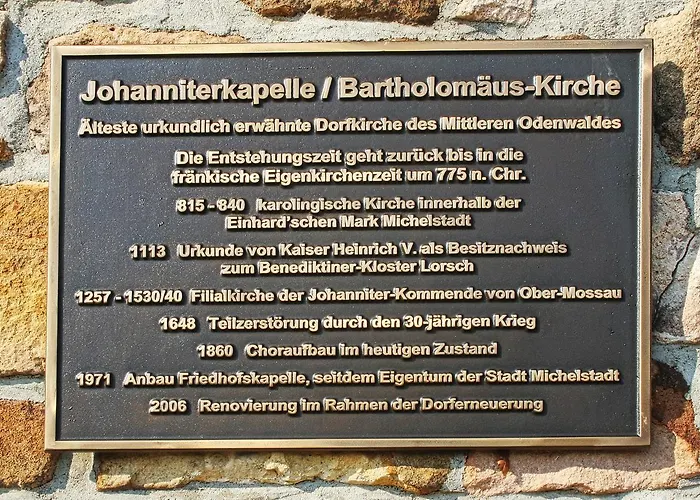 Johanniterkapelle / Bartholomäus-Kirche
Älteste urkundlich erwähnte Dorfkirche des Mittleren Odenwaldes
Die Entstehungszeit geht zurück bis in die
fränkische Eigenkirchenzeit um 775 n. Chr.
815 - 840 karolingische Kirche innerhalb der
Einhard'schen Mark Michelstadt
1113 Urkunde von Kaiser Heinrich V. als Besitznachweis
zum Benediktiner-Kloster Lorsch
1257 - 1530/40 Filialkirche der Johanniter-Kommende von Ober-Mossau
1648 Teilzerstörung durch den 30-jährigen Krieg
1860 Choraufbau im heutigen Zustand
1971 Anbau Friedhofskapelle, seitdem Eigentum der Stadt Michelstadt
2006 Renovierung im Rahmen der Dorferneuerung